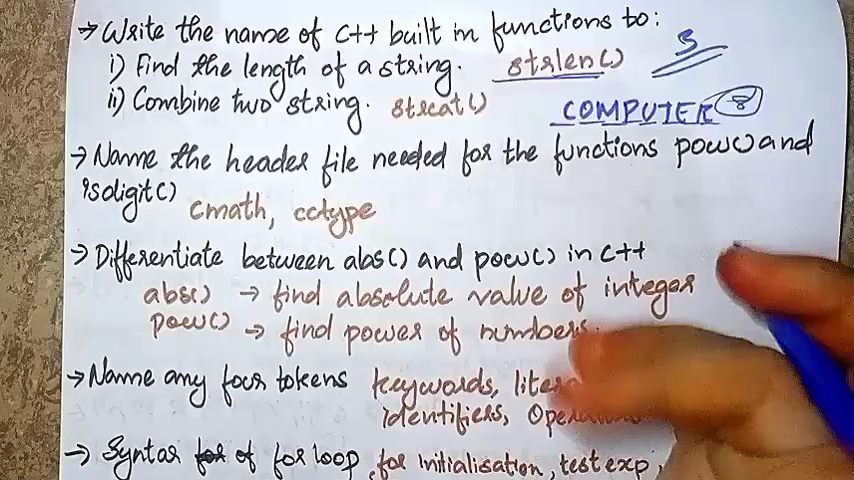 → Write the name of C++ built in functions to:
i) Find the length of a string. strlen() 3
ii) Combine two string. strcat() COMPUTER 8
→ Name the header file needed for the functions pow() and
isdigit() cmath, cctype
→ Differentiate between abs() and pow() in C++
abs() → find absolute value of integer
pow() → find power of numbers.
→ Name any four tokens keywords,
identifiers,
→ Syntax of for loop for initialisation, test exp;